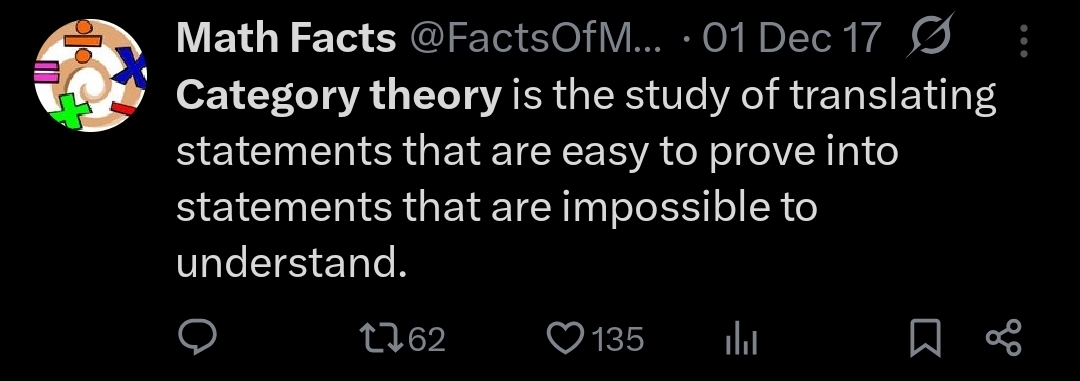 Math Facts @FactsOfM... · 01 Dec 17
Category theory is the study of translating
statements that are easy to prove into
statements that are impossible to
understand.
62 135